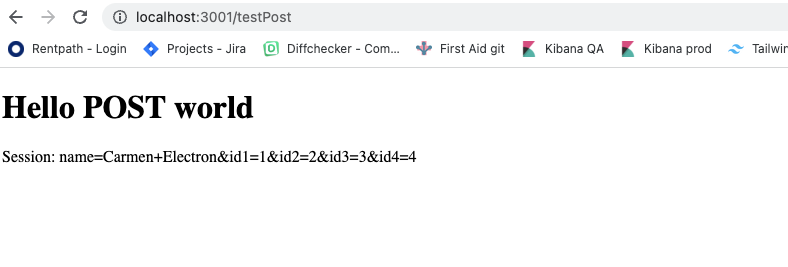 localhost:3001/testPost
Rentpath - Login Projects - Jira Diffchecker - Com... First Aid git Kibana QA Kibana prod Tailwin
Hello POST world
Session: name=Carmen+Electron&id1=1&id2=2&id3=3&id4=4